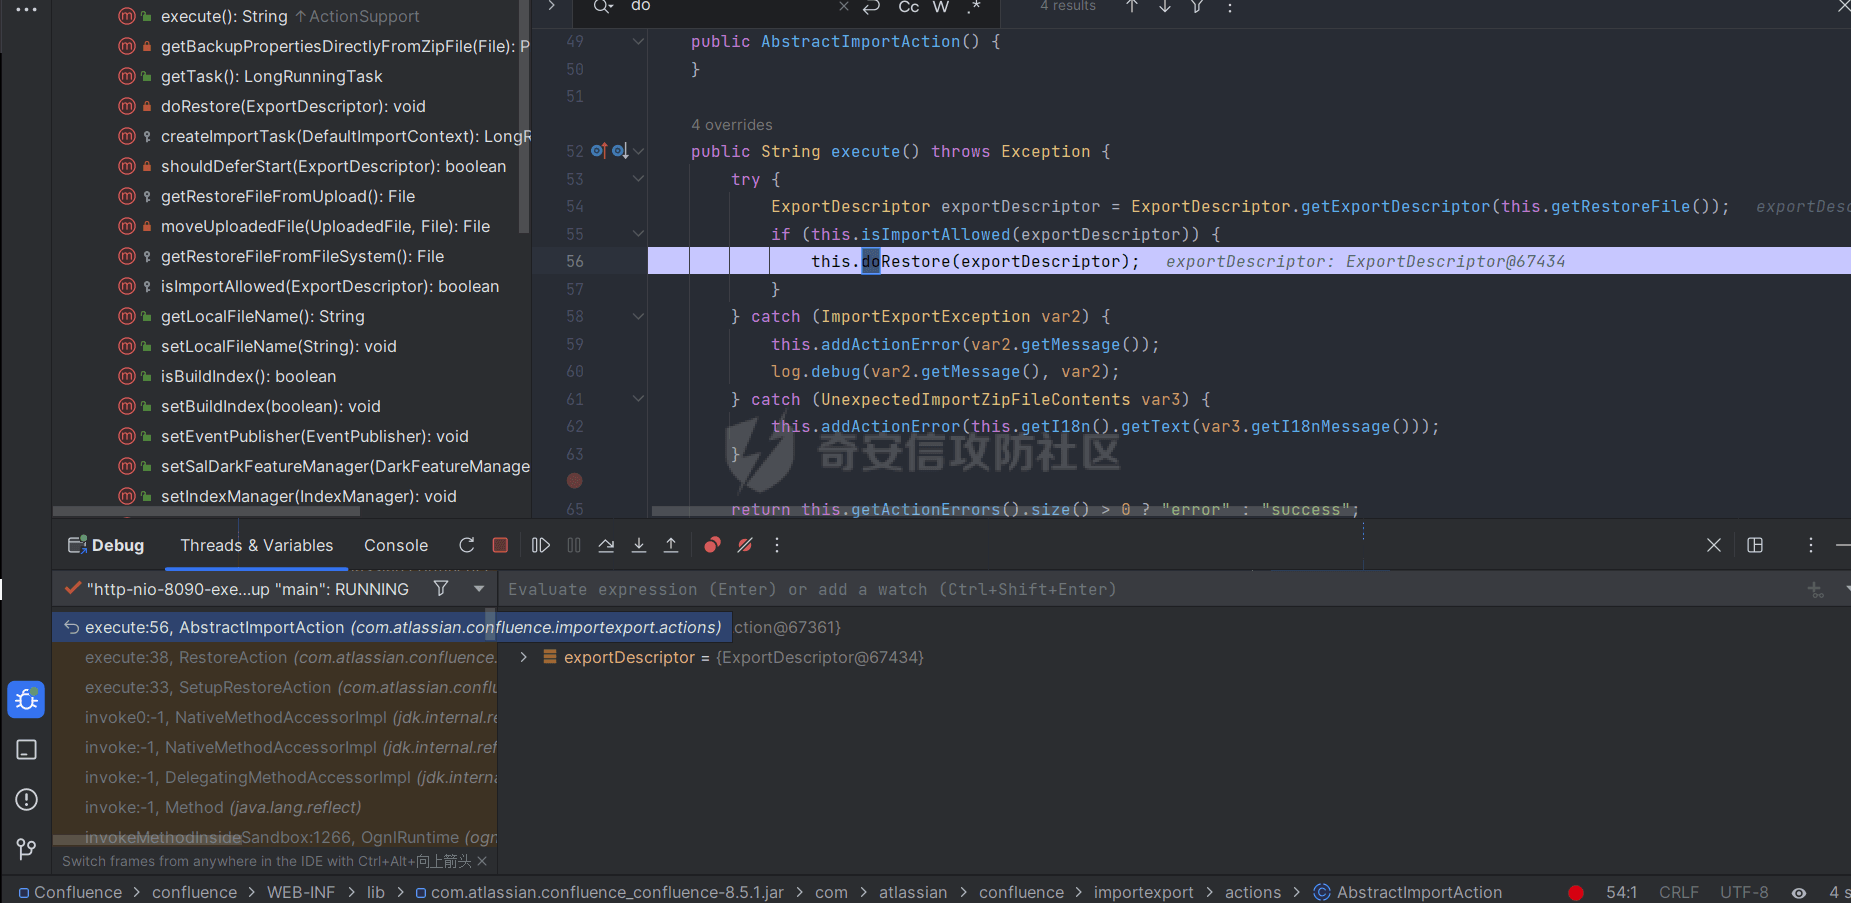 execute(): String ↑ActionSupport
getBackupPropertiesDirectlyFromZipFile(File): P
getTask(): LongRunningTask
doRestore(ExportDescriptor): void
createImportTask(DefaultImportContext): LongR
shouldDeferStart(ExportDescriptor): boolean
getRestoreFileFromUpload(): File
moveUploadedFile(UploadedFile, File): File
getRestoreFileFromFileSystem(): File
isImportAllowed(ExportDescriptor): boolean
getLocalFileName(): String
setLocalFileName(String): void
isBuildIndex(): boolean
setBuildIndex(boolean): void
setEventPublisher(EventPublisher): void
setSalDarkFeatureManager(DarkFeatureManage
setIndexManager(IndexManager): void
do Cc W .* 4 results
49 public AbstractImportAction() {
50 }
51
4 overrides
52 public String execute() throws Exception {
53 try {
54 ExportDescriptor exportDescriptor = ExportDescriptor.getExportDescriptor(this.getRestoreFile()); exportDesc
55 if (this.isImportAllowed(exportDescriptor)) {
56 this.doRestore(exportDescriptor); exportDescriptor: ExportDescriptor@67434
57 }
58 } catch (ImportExportException var2) {
59 this.addActionError(var2.getMessage());
60 log.debug(var2.getMessage(), var2);
61 } catch (UnexpectedImportZipFileContents var3) {
62 this.addActionError(this.getI18n().getText(var3.getI18nMessage()));
63 }
奇安信攻防社区
65 return this.getActionErrors().size() > 0 ? "error" : "success";
Debug Threads & Variables Console
"http-nio-8090-exe...up "main": RUNNING
Evaluate expression (Enter) or add a watch (Ctrl+Shift+Enter)
execute:56, AbstractImportAction (com.atlassian.confluence.importexport.actions) ction@67361}
execute:38, RestoreAction (com.atlassian.confluence.
exportDescriptor = {ExportDescriptor@67434}
execute:33, SetupRestoreAction (com.atlassian.conflu
invoke0:-1, NativeMethodAccessorImpl (jdk.internal.re
invoke:-1, NativeMethodAccessorImpl (jdk.internal.ref
invoke:-1, DelegatingMethodAccessorImpl (jdk.interna
invoke:-1, Method (java.lang.reflect)
invokeMethodInsideSandbox:1266, OgnlRuntime (ogn
Switch frames from anywhere in the IDE with Ctrl+Alt+向上箭头
Confluence > confluence > WEB-INF > lib > com.atlassian.confluence_confluence-8.5.1.jar > com > atlassian > confluence > importexport > actions > AbstractImportAction 54:1 CRLF UTF-8 4 s